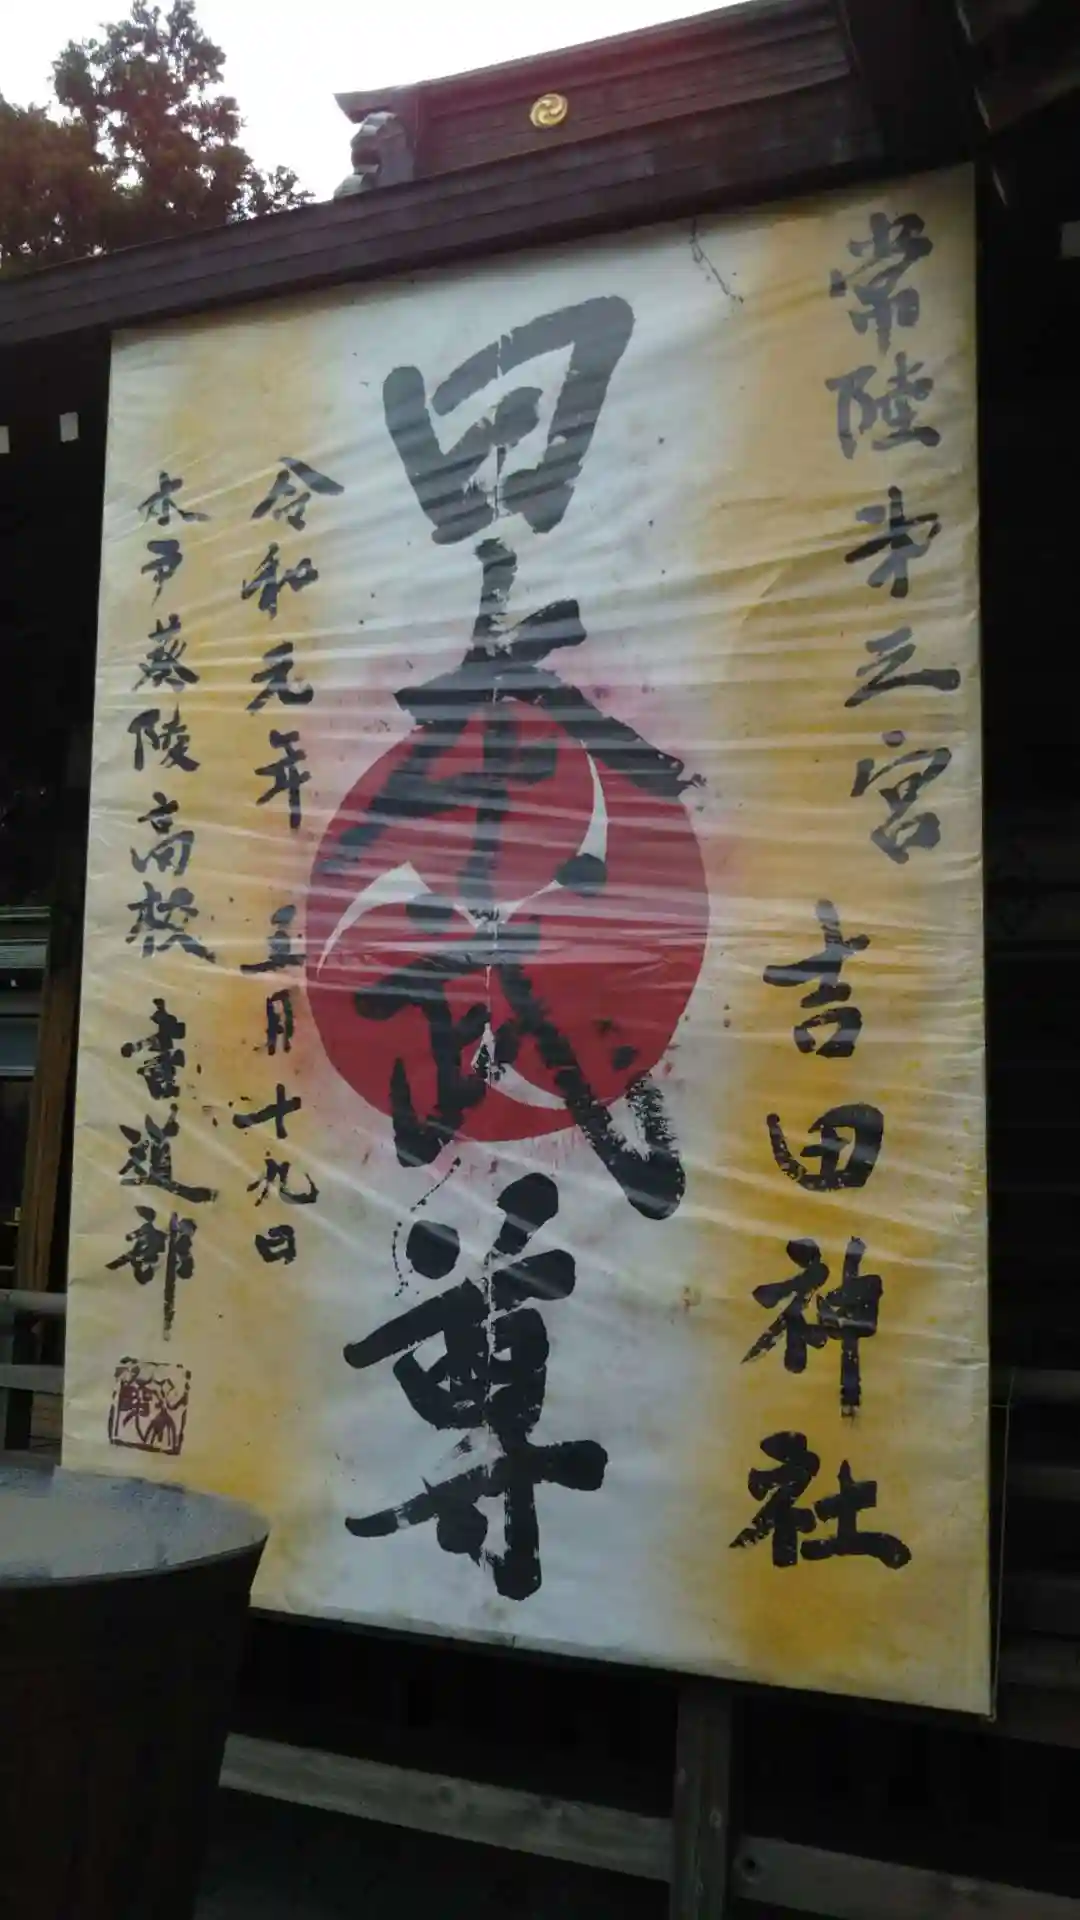 常陸第三宮 吉田神社
日本武尊
令和元年 五月十九日
水戸葵陵高校 書道部